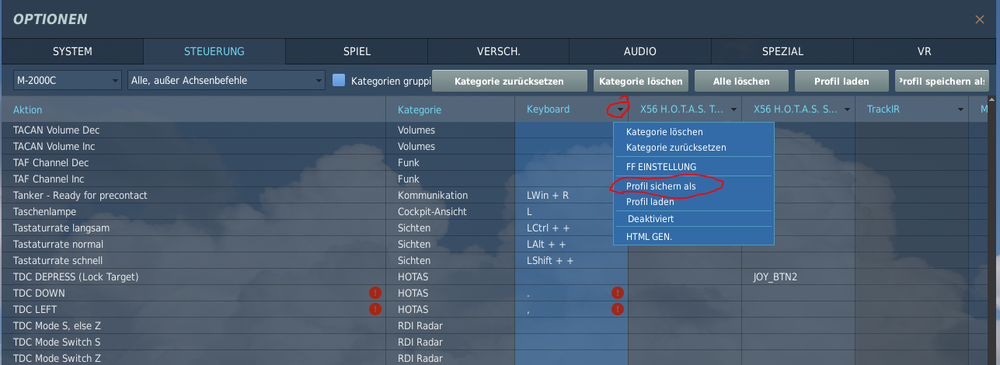 OPTIONEN ×
SYSTEM STEUERUNG SPIEL VERSCH. AUDIO SPEZIAL VR
M-2000C Alle, außer Achsenbefehle Kategorien gruppi Kategorie zurücksetzen Kategorie löschen Alle löschen Profil laden Profil speichern als
Aktion Kategorie Keyboard X56 H.O.T.A.S. T... X56 H.O.T.A.S. S... TrackIR M
TACAN Volume Dec Volumes
Kategorie löschen
TACAN Volume Inc Volumes
Kategorie zurücksetzen
TAF Channel Dec Funk
FF EINSTELLUNG
TAF Channel Inc Funk
Profil sichern als
Tanker - Ready for precontact Kommunikation LWin + R
Profil laden
Taschenlampe Cockpit-Ansicht L
Deaktiviert
Tastaturrate langsam Sichten LCtrl + +
HTML GEN.
Tastaturrate normal Sichten LAlt + +
Tastaturrate schnell Sichten LShift + +
TDC DEPRESS (Lock Target) HOTAS JOY_BTN2
TDC DOWN ! HOTAS . !
TDC LEFT ! HOTAS , !
TDC Mode S, else Z RDI Radar
TDC Mode Switch S RDI Radar
TDC Mode Switch Z RDI Radar